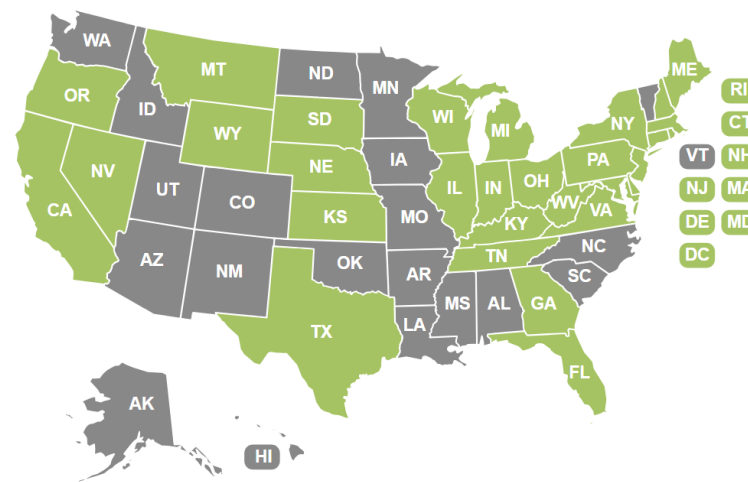 WA
MT
ND
MN
ME
OR
ID
SD
WI
MI
NY
RI
WY
CT
NV
NE
IA
PA
VT
NH
UT
CO
IL
IN
OH
WV
NJ
MA
CA
KS
MO
KY
VA
DE
MD
AZ
NM
OK
TN
NC
DC
AR
SC
TX
LA
MS
AL
GA
FL
AK
HI